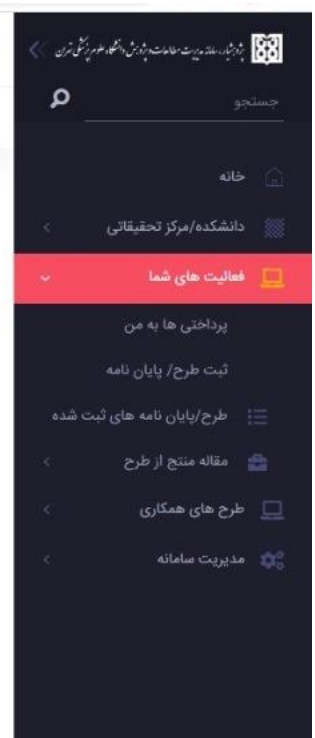 پژوهشیار، سامانه مدیریت مطالعات و پژوهش دانشگاه علوم پزشکی تهران
جستجو
خانه
دانشکده/مرکز تحقیقاتی
فعالیت های شما
پرداختی ها به من
ثبت طرح/ پایان نامه
طرح/پایان نامه های ثبت شده
مقاله منتج از طرح
طرح های همکاری
مدیریت سامانه